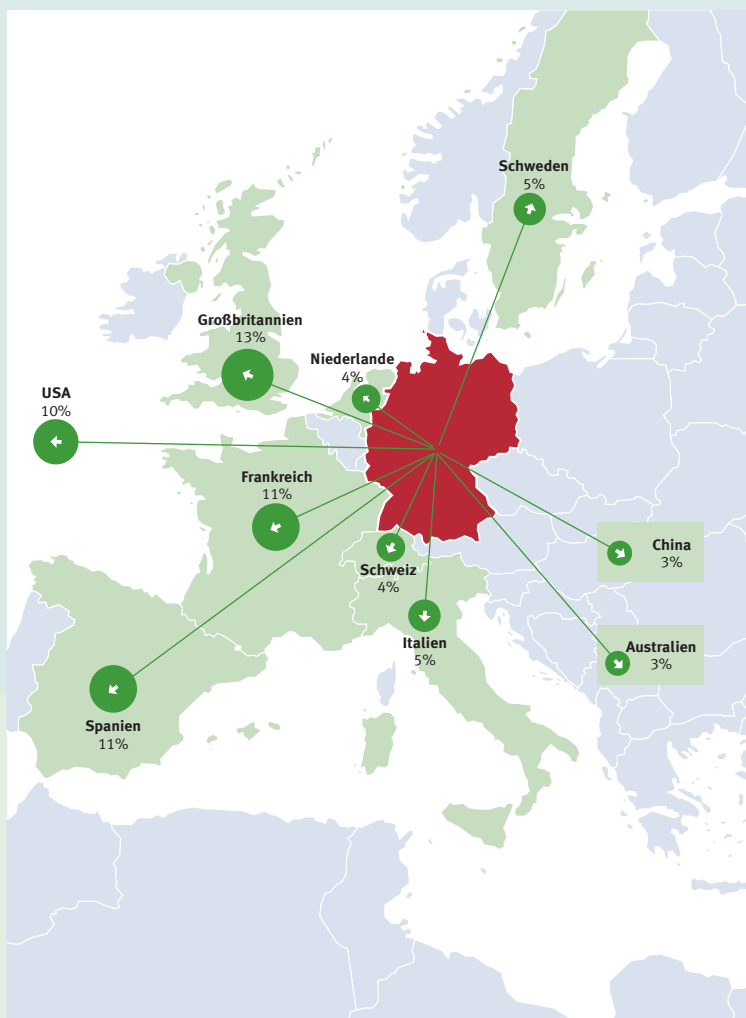 Schweden
5%
Großbritannien
13%
Niederlande
4%
USA
10%
Frankreich
11%
Schweiz
4%
China
3%
Italien
5%
Australien
3%
Spanien
11%